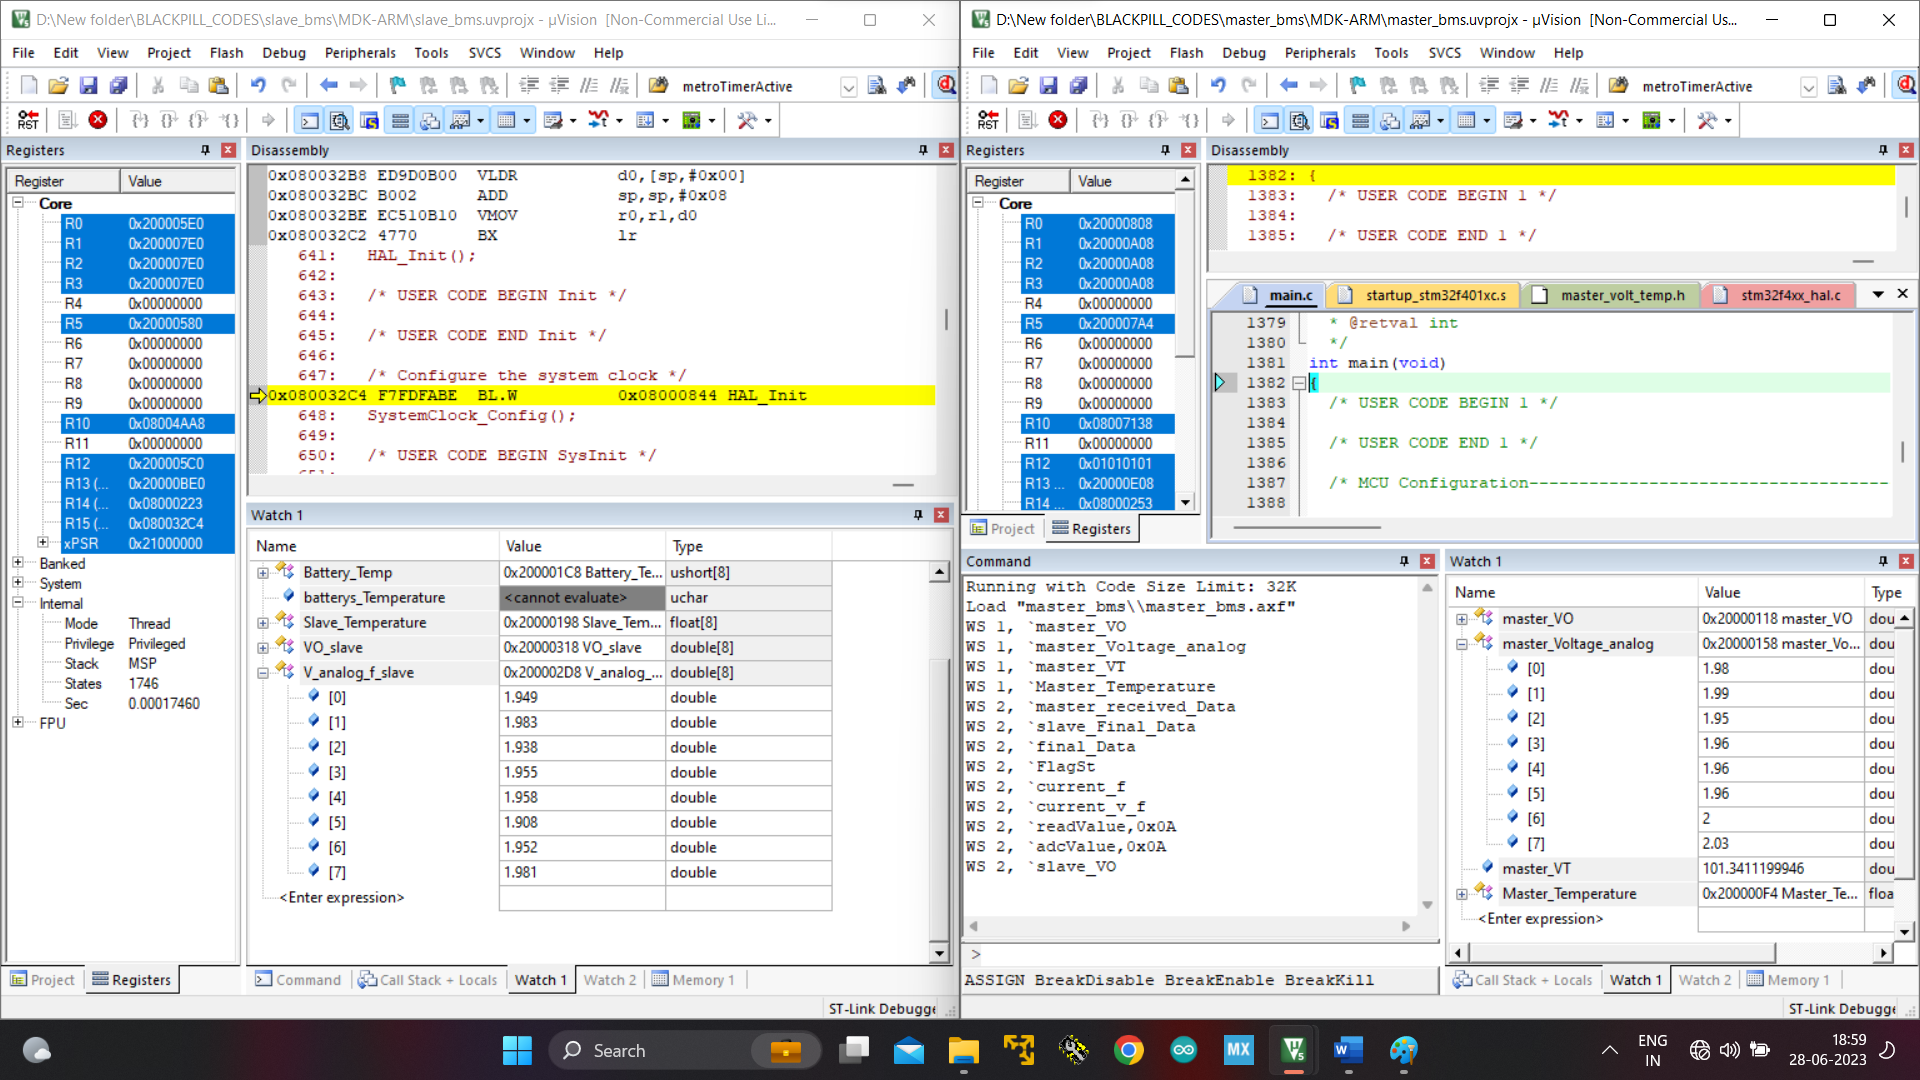 D:\New folder\BLACKPILL_CODES\slave_bms\MDK-ARM\slave_bms.uvprojx - µVision [Non-Commercial Use Li...
File Edit View Project Flash Debug Peripherals Tools SVCS Window Help
metroTimerActive
RST
Registers
Register Value
Core
R0 0x200005E0
R1 0x200007E0
R2 0x200007E0
R3 0x200007E0
R4 0x00000000
R5 0x20000580
R6 0x00000000
R7 0x00000000
R8 0x00000000
R9 0x00000000
R10 0x08004AA8
R11 0x00000000
R12 0x200005C0
R13 (... 0x20000BE0
R14 (... 0x08000223
R15 (... 0x080032C4
xPSR 0x21000000
Banked
System
Internal
Mode Thread
Privilege Privileged
Stack MSP
States 1746
Sec 0.00017460
FPU
Project Registers
Disassembly
0x080032B8 ED9D0B00 VLDR d0,[sp,#0x00]
0x080032BC B002 ADD sp,sp,#0x08
0x080032BE EC510B10 VMOV r0,r1,d0
0x080032C2 4770 BX lr
641: HAL_Init();
642:
643: /* USER CODE BEGIN Init */
644:
645: /* USER CODE END Init */
646:
647: /* Configure the system clock */
0x080032C4 F7FDFABE BL.W 0x08000844 HAL_Init
648: SystemClock_Config();
649:
650: /* USER CODE BEGIN SysInit */
Watch 1
Name Value Type
Battery_Temp 0x200001C8 Battery_Te... ushort[8]
batterys_Temperature <cannot evaluate> uchar
Slave_Temperature 0x20000198 Slave_Tem... float[8]
VO_slave 0x20000318 VO_slave double[8]
V_analog_f_slave 0x200002D8 V_analog_... double[8]
[0] 1.949 double
[1] 1.983 double
[2] 1.938 double
[3] 1.955 double
[4] 1.958 double
[5] 1.908 double
[6] 1.952 double
[7] 1.981 double
<Enter expression>
Command Call Stack + Locals Watch 1 Watch 2 Memory 1
ST-Link Debugge
D:\New folder\BLACKPILL_CODES\master_bms\MDK-ARM\master_bms.uvprojx - µVision [Non-Commercial Us...
File Edit View Project Flash Debug Peripherals Tools SVCS Window Help
metroTimerActive
RST
Registers
Register Value
Core
R0 0x20000808
R1 0x20000A08
R2 0x20000A08
R3 0x20000A08
R4 0x00000000
R5 0x200007A4
R6 0x00000000
R7 0x00000000
R8 0x00000000
R9 0x00000000
R10 0x08007138
R11 0x00000000
R12 0x01010101
R13 ... 0x20000E08
R14 ... 0x08000253
Project Registers
Disassembly
1382: {
1383: /* USER CODE BEGIN 1 */
1384:
1385: /* USER CODE END 1 */
main.c startup_stm32f401xc.s master_volt_temp.h stm32f4xx_hal.c
1379 * @retval int
1380 */
1381 int main(void)
1382 {
1383 /* USER CODE BEGIN 1 */
1384
1385 /* USER CODE END 1 */
1386
1387 /* MCU Configuration------------------------------------
1388
Command
Running with Code Size Limit: 32K
Load "master_bms\\master_bms.axf"
WS 1, `master_VO
WS 1, `master_Voltage_analog
WS 1, `master_VT
WS 1, `Master_Temperature
WS 2, `master_received_Data
WS 2, `slave_Final_Data
WS 2, `final_Data
WS 2, `FlagSt
WS 2, `current_f
WS 2, `current_v_f
WS 2, `readValue,0x0A
WS 2, `adcValue,0x0A
WS 2, `slave_VO
>
ASSIGN BreakDisable BreakEnable BreakKill
Watch 1
Name Value Type
master_VO 0x20000118 master_VO dou
master_Voltage_analog 0x20000158 master_Vo... dou
[0] 1.98 dou
[1] 1.99 dou
[2] 1.95 dou
[3] 1.96 dou
[4] 1.96 dou
[5] 1.96 dou
[6] 2 dou
[7] 2.03 dou
master_VT 101.3411199946 dou
Master_Temperature 0x200000F4 Master_Te... floa
<Enter expression>
Call Stack + Locals Watch 1 Watch 2 Memory 1
ST-Link Debugge
Search
MX
ENG
IN
18:59
28-06-2023